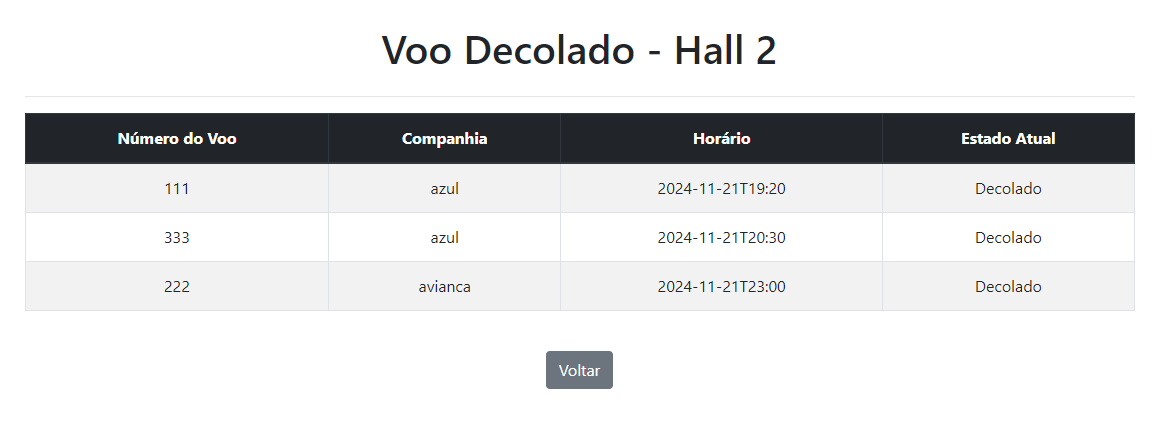 Voo Decolado - Hall 2
Número do Voo Companhia Horário Estado Atual
111 azul 2024-11-21T19:20 Decolado
333 azul 2024-11-21T20:30 Decolado
222 avianca 2024-11-21T23:00 Decolado
Voltar